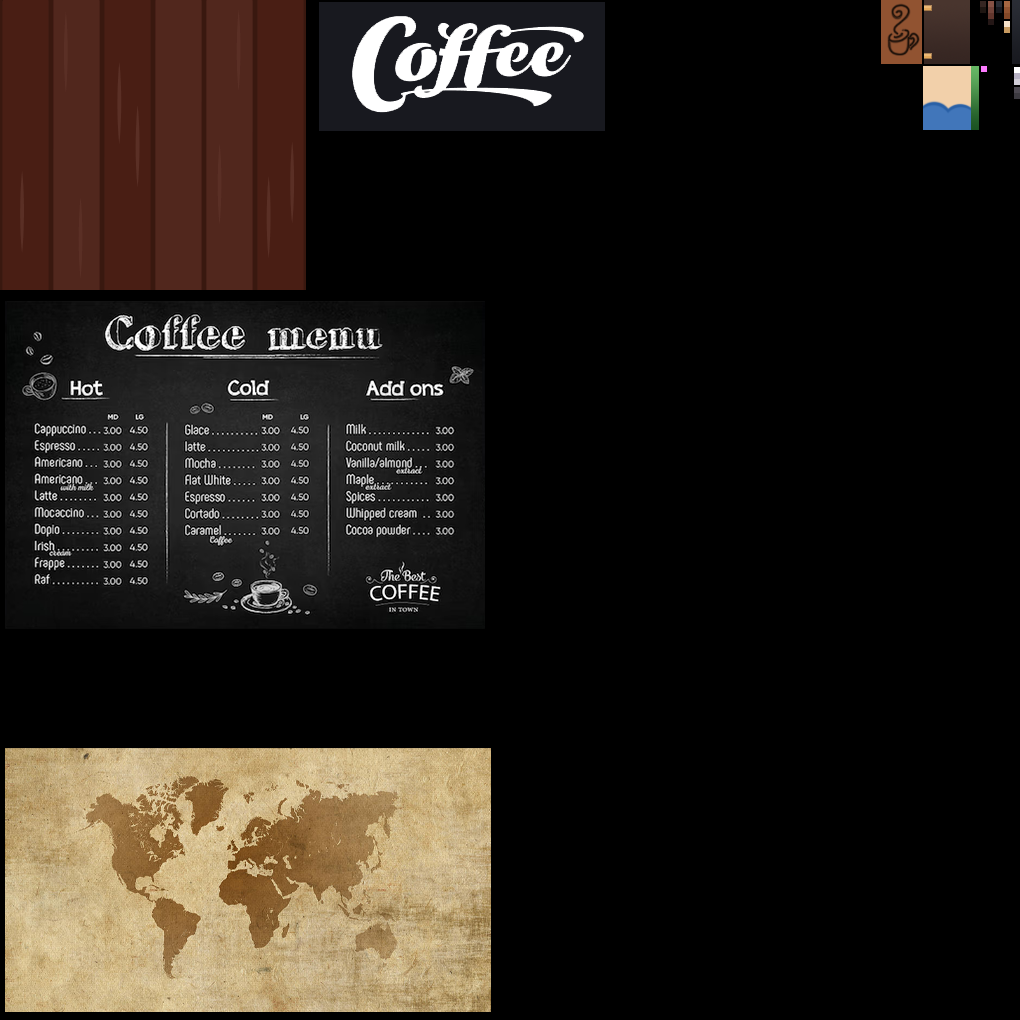 Coffee
Coffee menu
Hot
MD LG
Cappuccino ... 3.00 4.50
Espresso ..... 3.00 4.50
Americano ... 3.00 4.50
Americano ... 3.00 4.50
with milk
Latte ........ 3.00 4.50
Mocaccino ... 3.00 4.50
Dopio ........ 3.00 4.50
Irish ......... 3.00 4.50
cream
Frappe ....... 3.00 4.50
Raf .......... 3.00 4.50
Cold
MD LG
Glace .......... 3.00 4.50
latte ........... 3.00 4.50
Mocha ........ 3.00 4.50
Flat White ..... 3.00 4.50
Espresso ...... 3.00 4.50
Cortado ....... 3.00 4.50
Caramel ....... 3.00 4.50
Coffee
Add ons
Milk ............. 3.00
Coconut milk ..... 3.00
Vanilla/almond ... 3.00
extract
Maple ............ 3.00
extract
Spices ............ 3.00
Whipped cream .. 3.00
Cocoa powder .... 3.00
The Best
COFFEE
IN TOWN